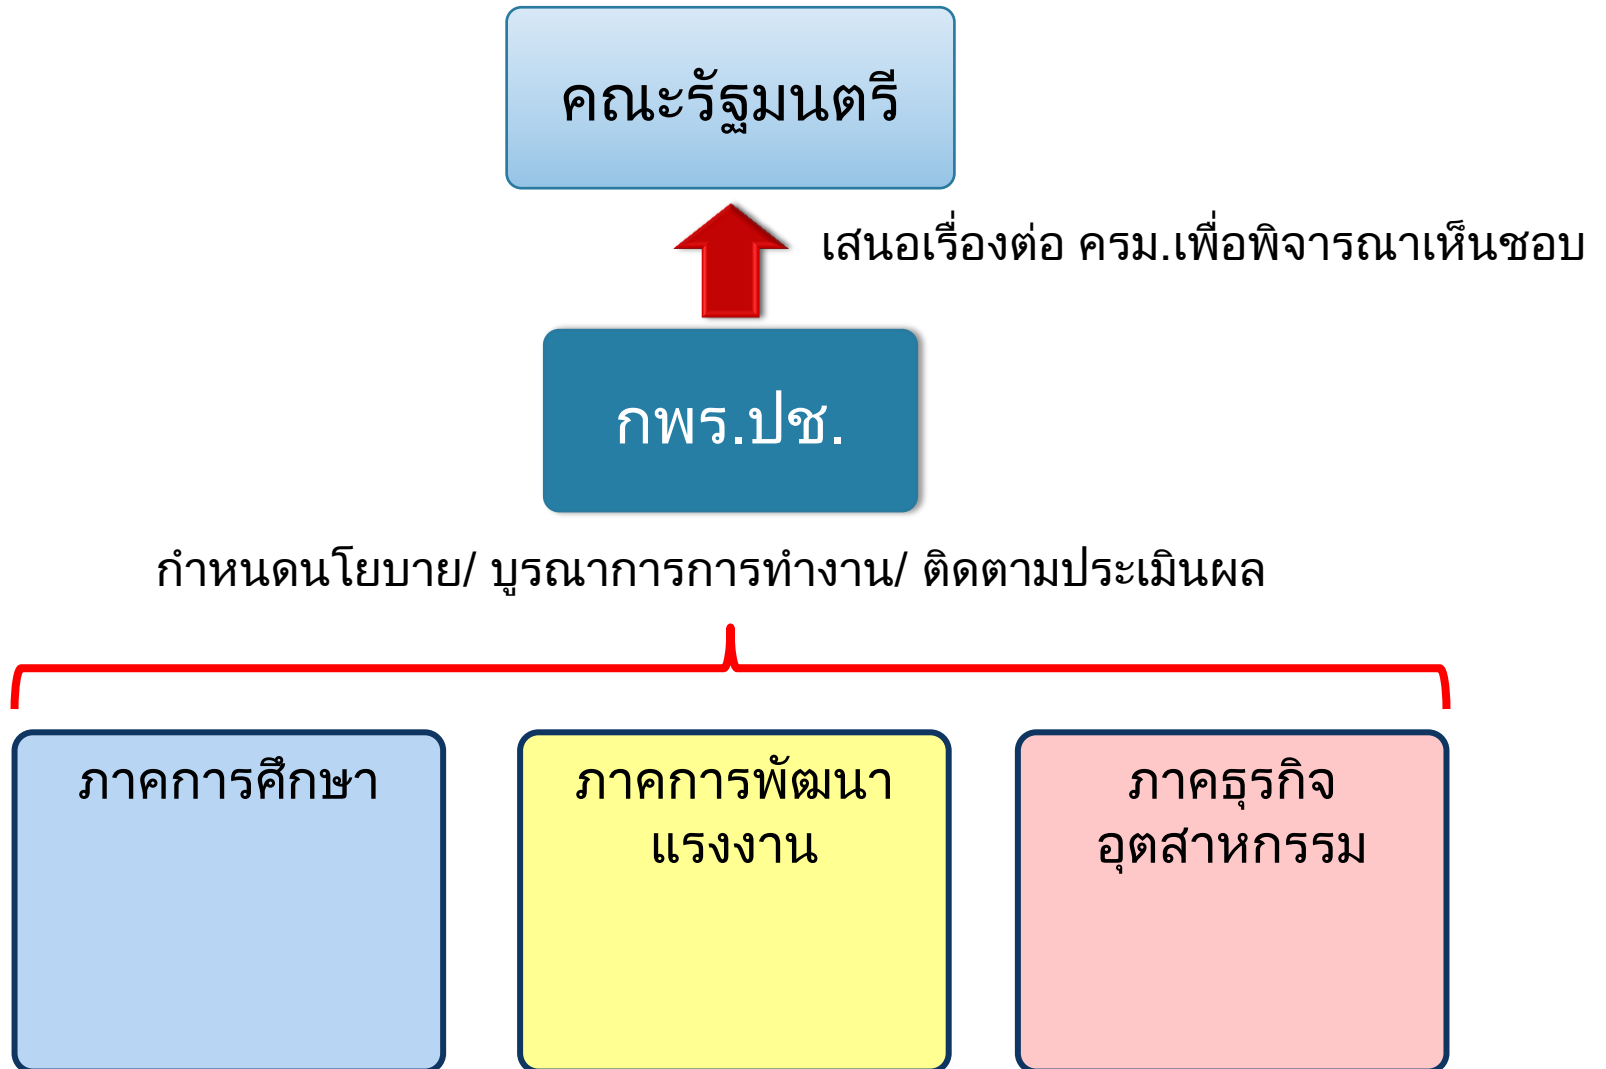 คณะรัฐมนตรี
เสนอเรื่องต่อ ครม.เพื่อพิจารณาเห็นชอบ
กพร.ปช.
กำหนดนโยบาย/ บูรณาการการทำงาน/ ติดตามประเมินผล
ภาคการศึกษา
ภาคการพัฒนา
แรงงาน
ภาคธุรกิจ
อุตสาหกรรม